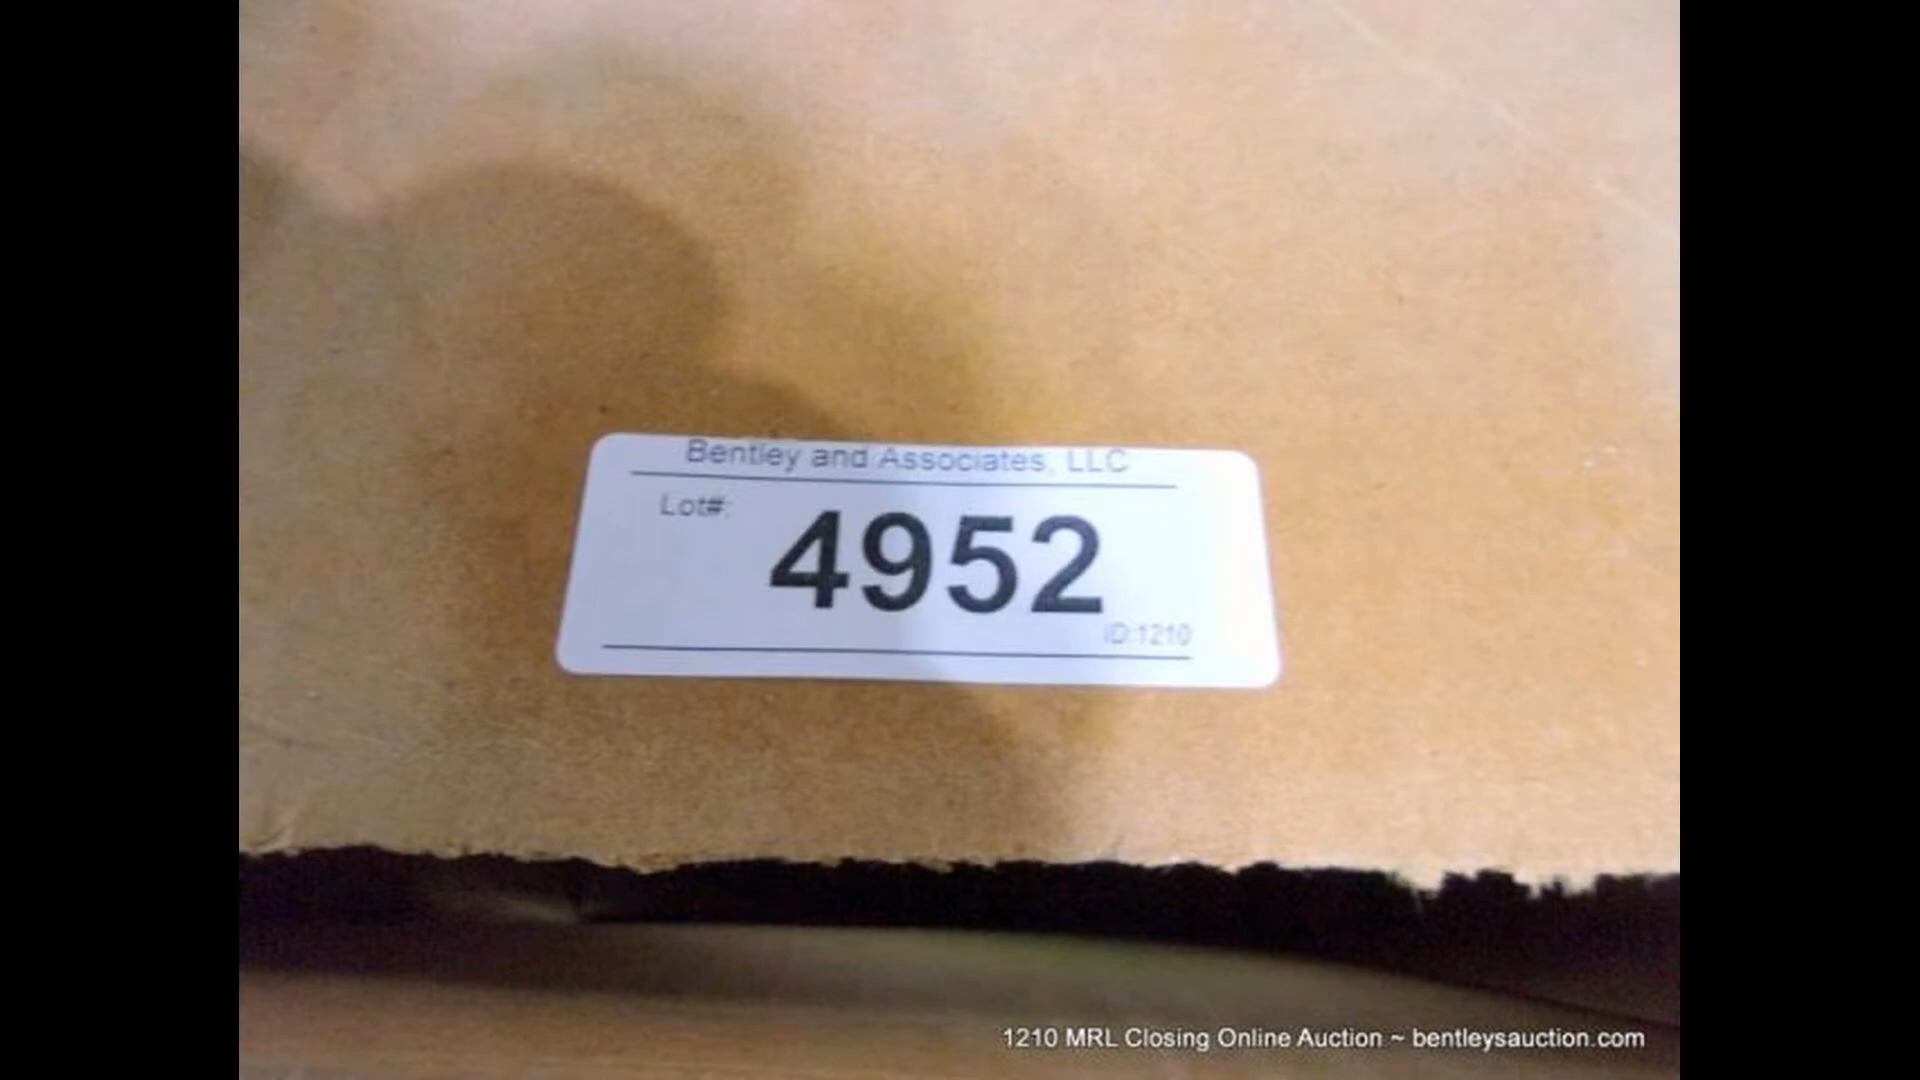 Bentley and Associates, LLC
Lot#:
4952
ID:1210
1210 MRL Closing Online Auction ~ bentleysauction.com